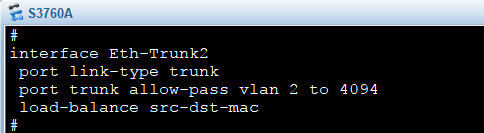 S3760A
#
interface Eth-Trunk2
 port link-type trunk
 port trunk allow-pass vlan 2 to 4094
 load-balance src-dst-mac
#